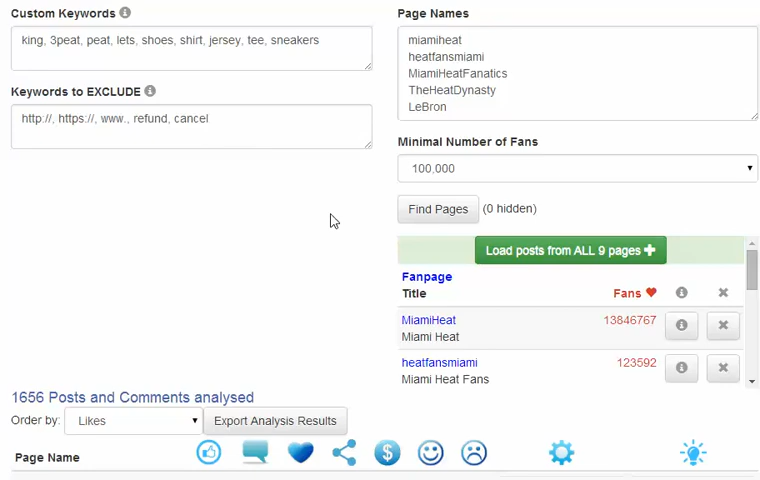 Custom Keywords
king, 3peat, peat, lets, shoes, shirt, jersey, tee, sneakers
Keywords to EXCLUDE
http://, https://, www., refund, cancel
Page Names
miamiheat
heatfansmiami
MiamiHeatFanatics
TheHeatDynasty
LeBron
Minimal Number of Fans
100,000
Find Pages (0 hidden)
Load posts from ALL 9 pages
Fanpage
Title Fans
MiamiHeat 13846767
Miami Heat
heatfansmiami 123592
Miami Heat Fans
1656 Posts and Comments analysed
Order by: Likes Export Analysis Results
Page Name